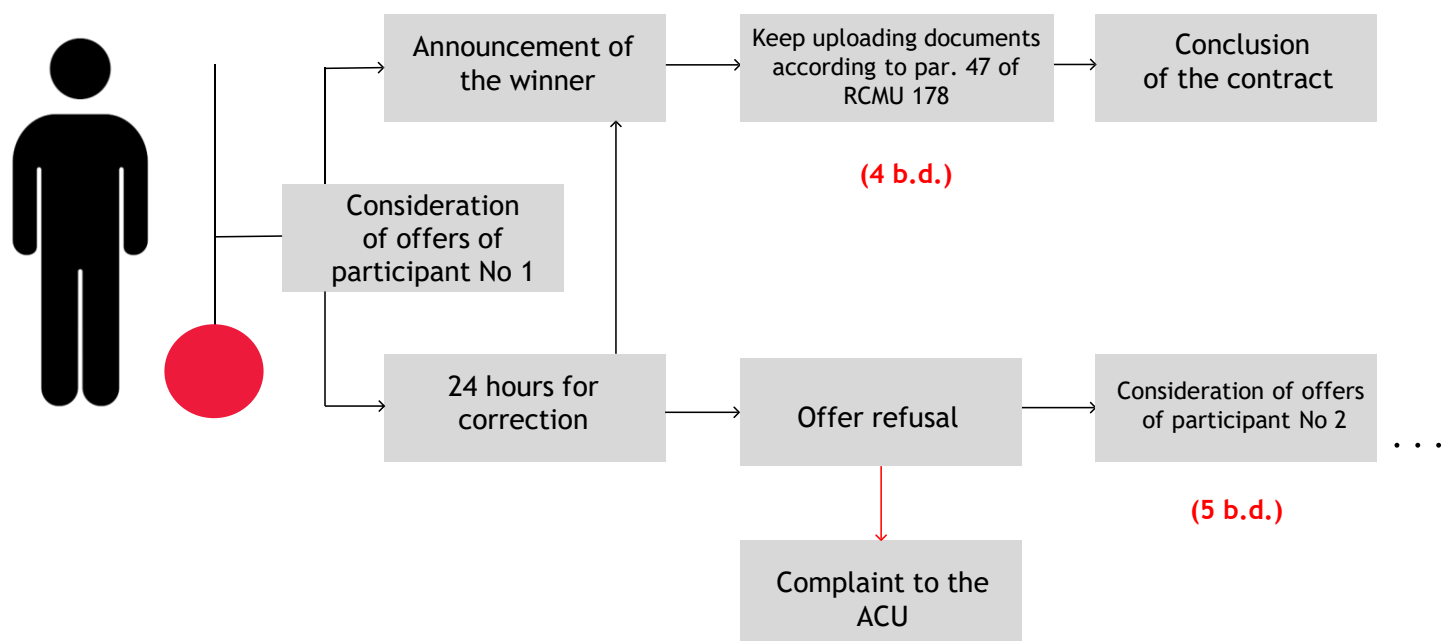 Announcement of
the winner
Keep uploading documents
according to par. 47 of
RCMU 178
Conclusion
of the contract
(4 b.d.)
Consideration
of offers of
participant No 1
24 hours for
correction
Offer refusal
Consideration of offers
of participant No 2
. . .
(5 b.d.)
Complaint to the
ACU